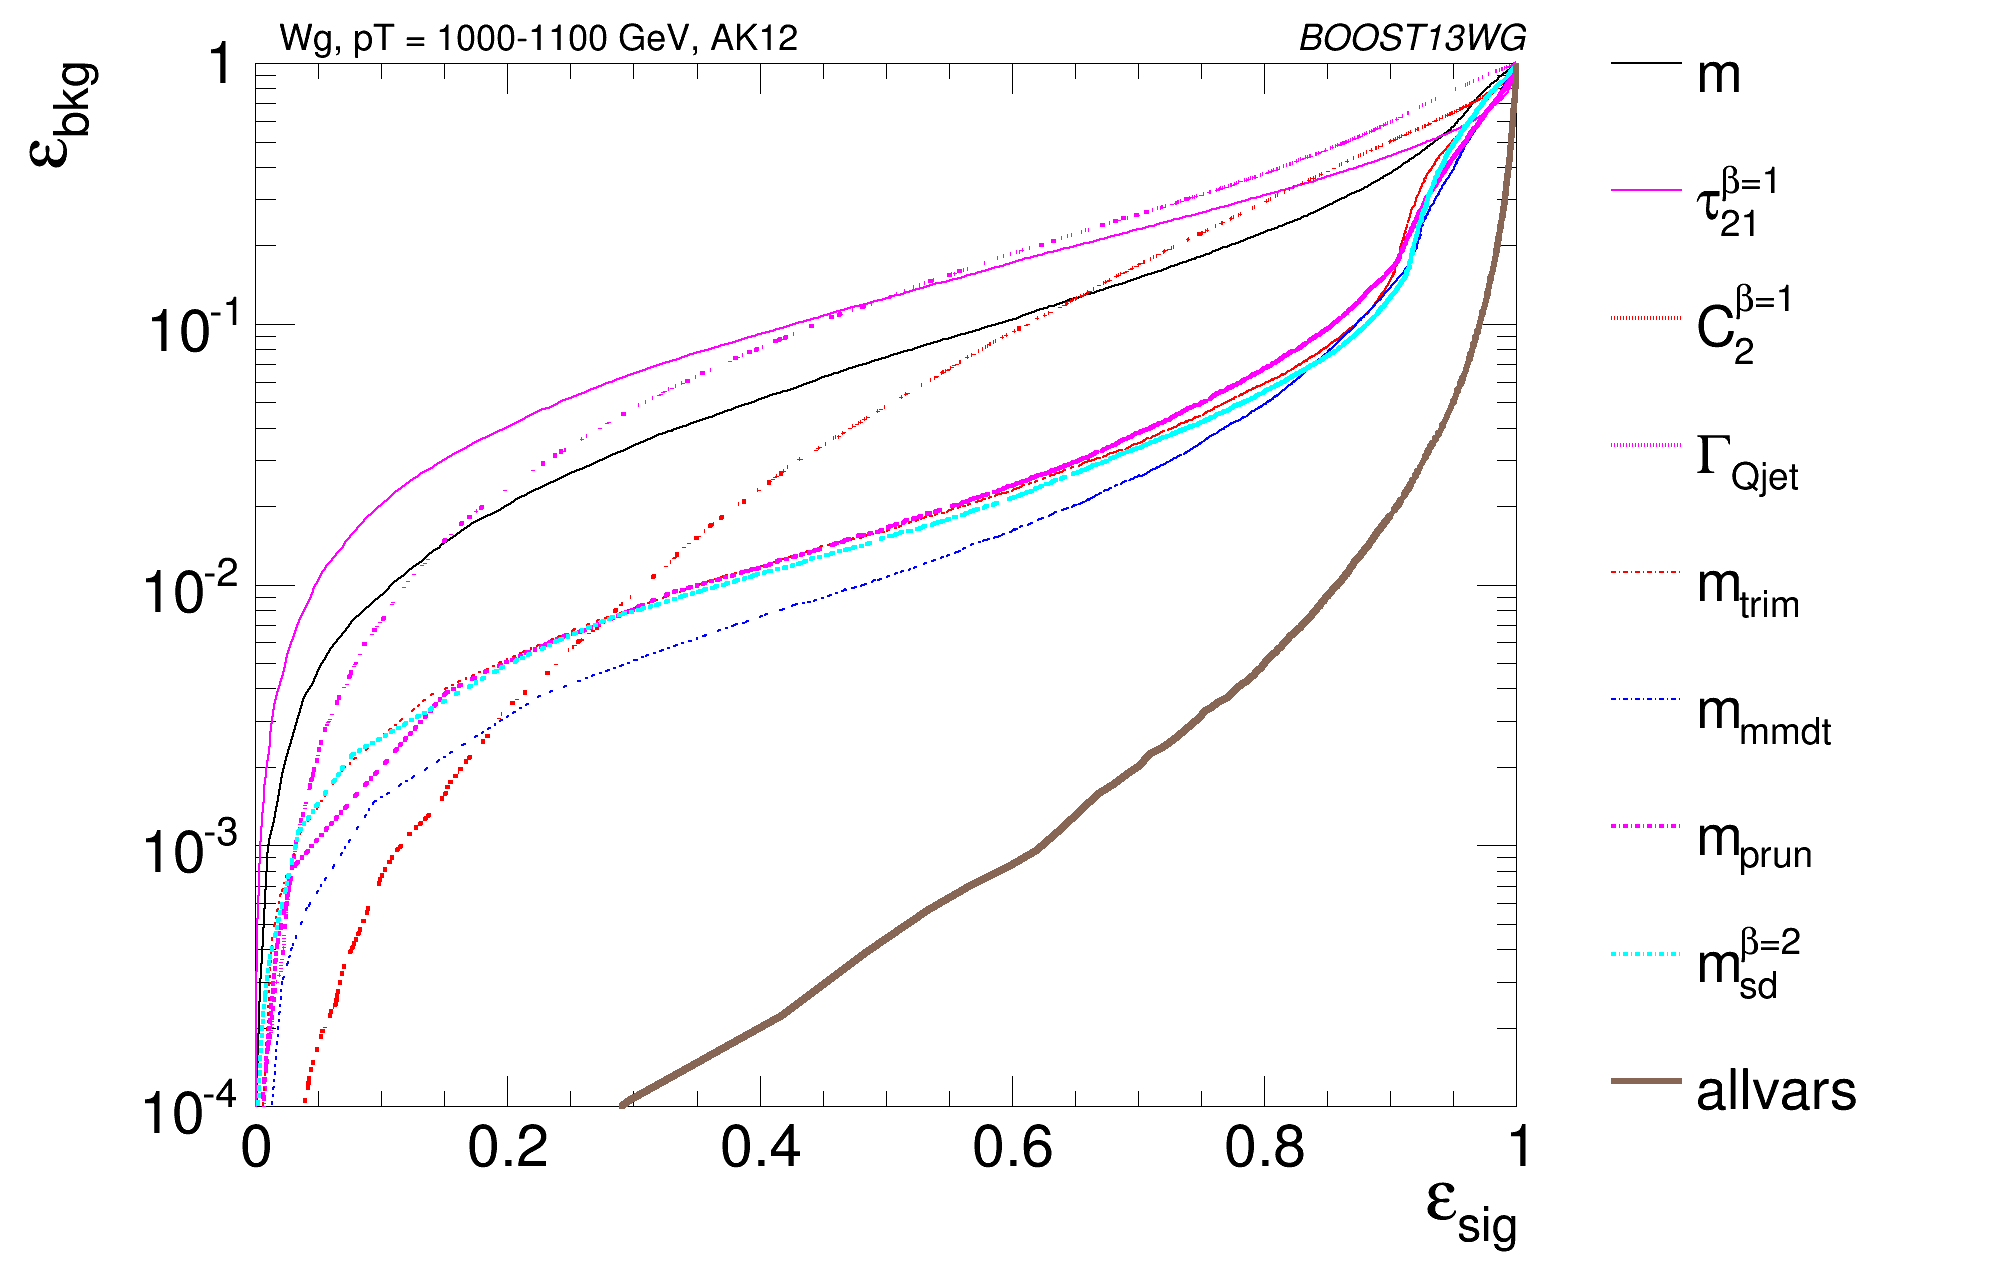 Wg, pT = 1000-1100 GeV, AK12
BOOST13WG
ε_bkg
1
10^-1
10^-2
10^-3
10^-4
0 0.2 0.4 0.6 0.8 1
ε_sig
m
τ_21^β=1
C_2^β=1
Γ_Qjet
m_trim
m_mmdt
m_prun
m_sd^β=2
allvars